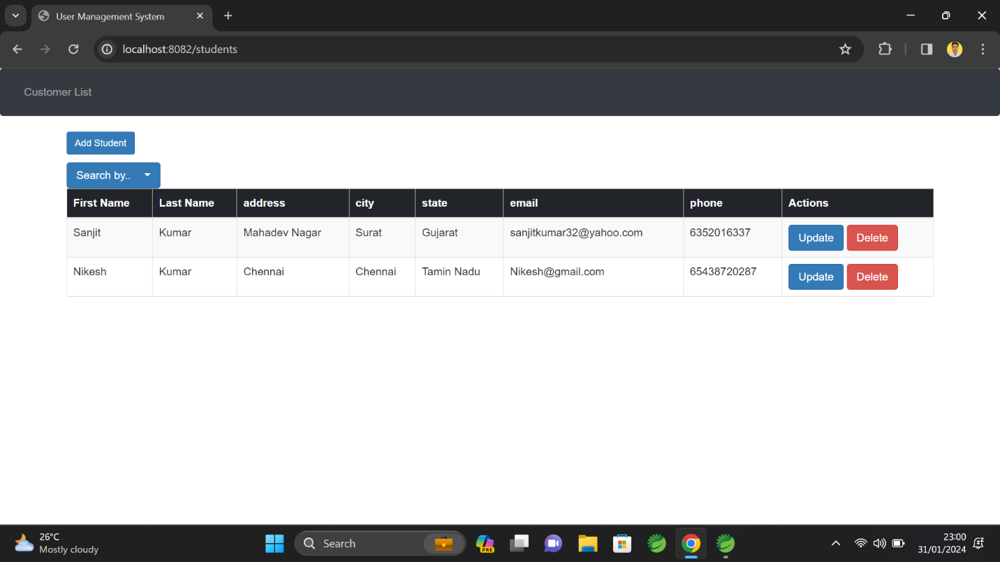 User Management System
localhost:8082/students
Customer List
Add Student
Search by..
First Name Last Name address city state email phone Actions
Sanjit Kumar Mahadev Nagar Surat Gujarat sanjitkumar32@yahoo.com 6352016337 Update Delete
Nikesh Kumar Chennai Chennai Tamin Nadu Nikesh@gmail.com 65438720287 Update Delete
26°C
Mostly cloudy
Search
PRE
23:00
31/01/2024